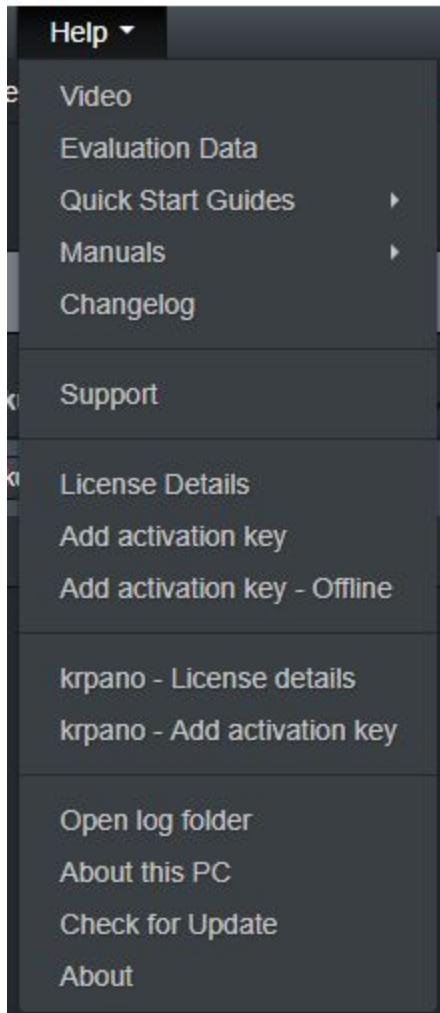 Help
Video
Evaluation Data
Quick Start Guides
Manuals
Changelog
Support
License Details
Add activation key
Add activation key - Offline
krpano - License details
krpano - Add activation key
Open log folder
About this PC
Check for Update
About